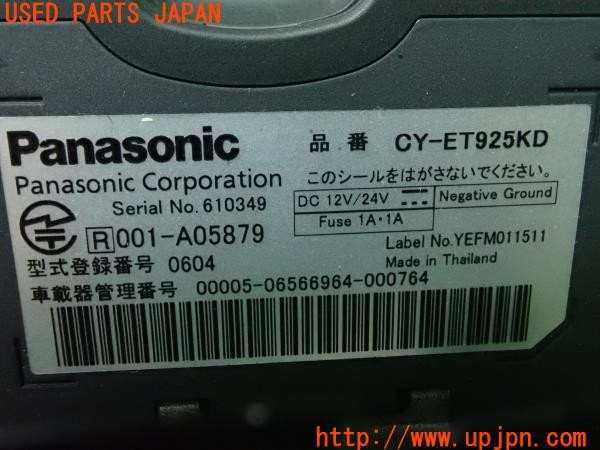 USED PARTS JAPAN
Panasonic 品番 CY-ET925KD
Panasonic Corporation このシールをはがさないでください。
Serial No. 610349 DC 12V/24V Negative Ground
Fuse 1A・1A
R 001-A05879 Label No.YEFM011511
型式登録番号 0604 Made in Thailand
車載器管理番号 00005-06566964-000764
(U P J) www.upjpn.com